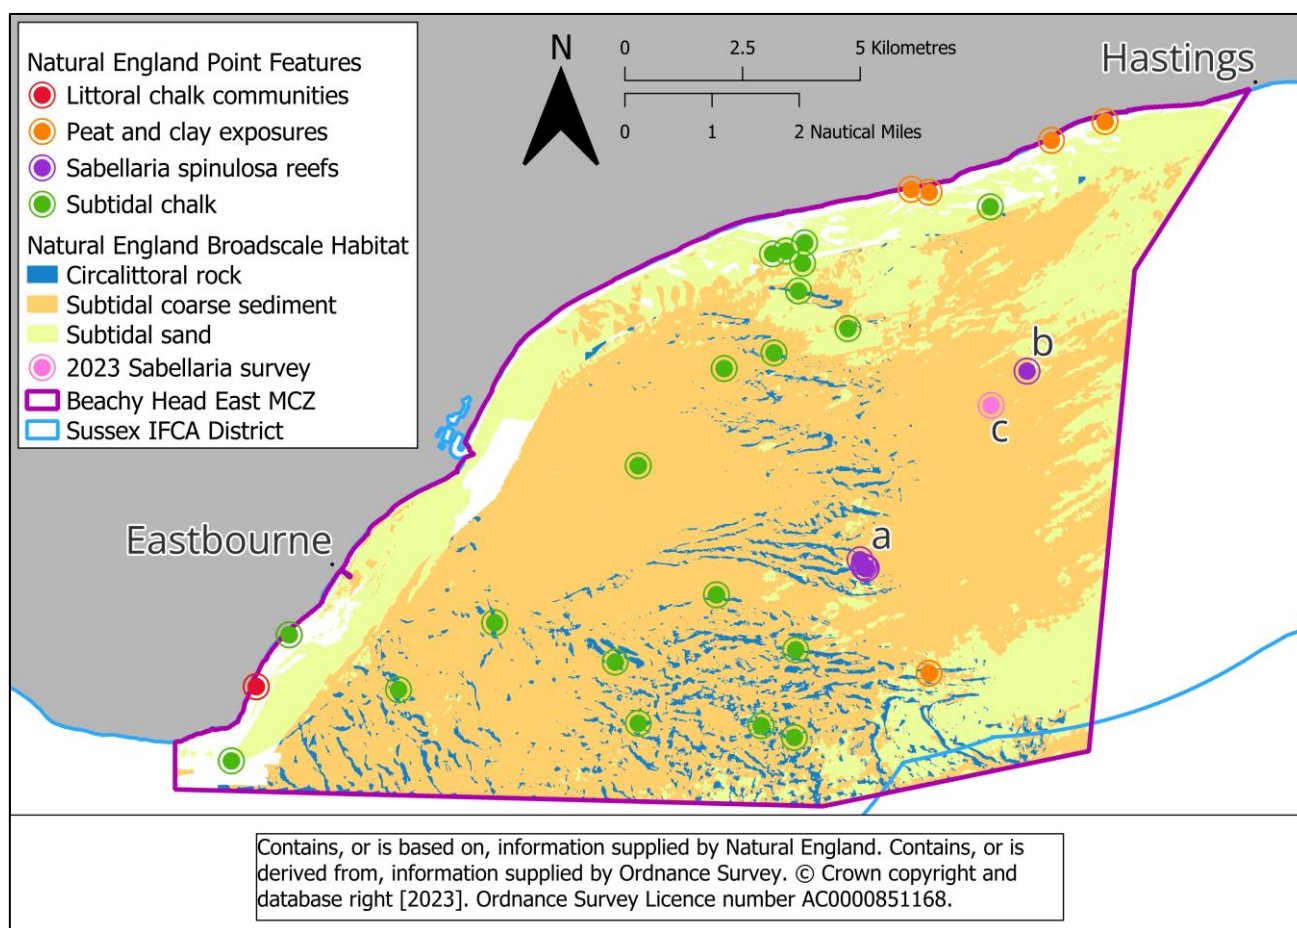 Natural England Point Features
Littoral chalk communities
Peat and clay exposures
Sabellaria spinulosa reefs
Subtidal chalk
Natural England Broadscale Habitat
Circalittoral rock
Subtidal coarse sediment
Subtidal sand
2023 Sabellaria survey
Beachy Head East MCZ
Sussex IFCA District
N
0 2.5 5 Kilometres
0 1 2 Nautical Miles
Hastings
b
c
a
Eastbourne
Contains, or is based on, information supplied by Natural England. Contains, or is
derived from, information supplied by Ordnance Survey. © Crown copyright and
database right [2023]. Ordnance Survey Licence number AC0000851168.